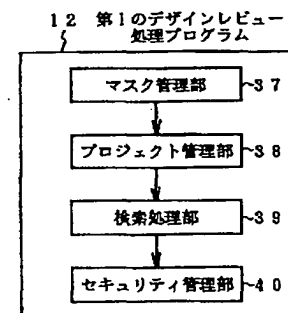 12 第1のデザインレビュー
処理プログラム
マスク管理部 37
プロジェクト管理部 38
検索処理部 39
セキュリティ管理部 40